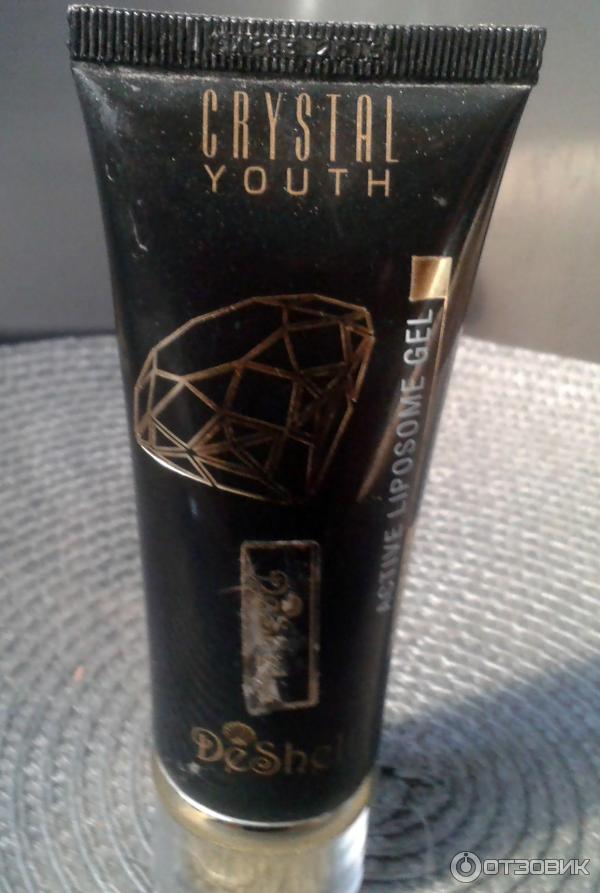 CRYSTAL
YOUTH
ACTIVE LIPOSOME GEL
DeShel
ОТЗОВИК